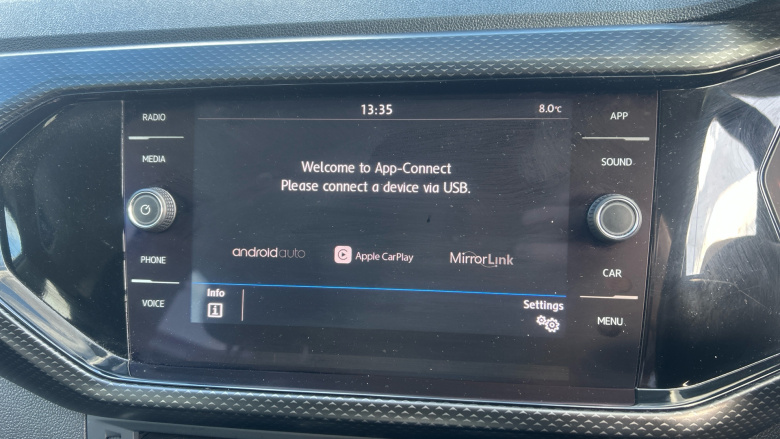 RADIO
MEDIA
PHONE
VOICE
13:35
8.0°C
Welcome to App-Connect
Please connect a device via USB.
androidauto
Apple CarPlay
MirrorLink
Info
Settings
APP
SOUND
CAR
MENU